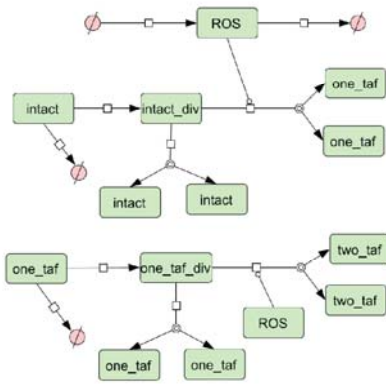 ROS
one_taf
intact
intact_div
one_taf
intact
intact
two_taf
one_taf
one_taf_div
two_taf
ROS
one_taf
one_taf